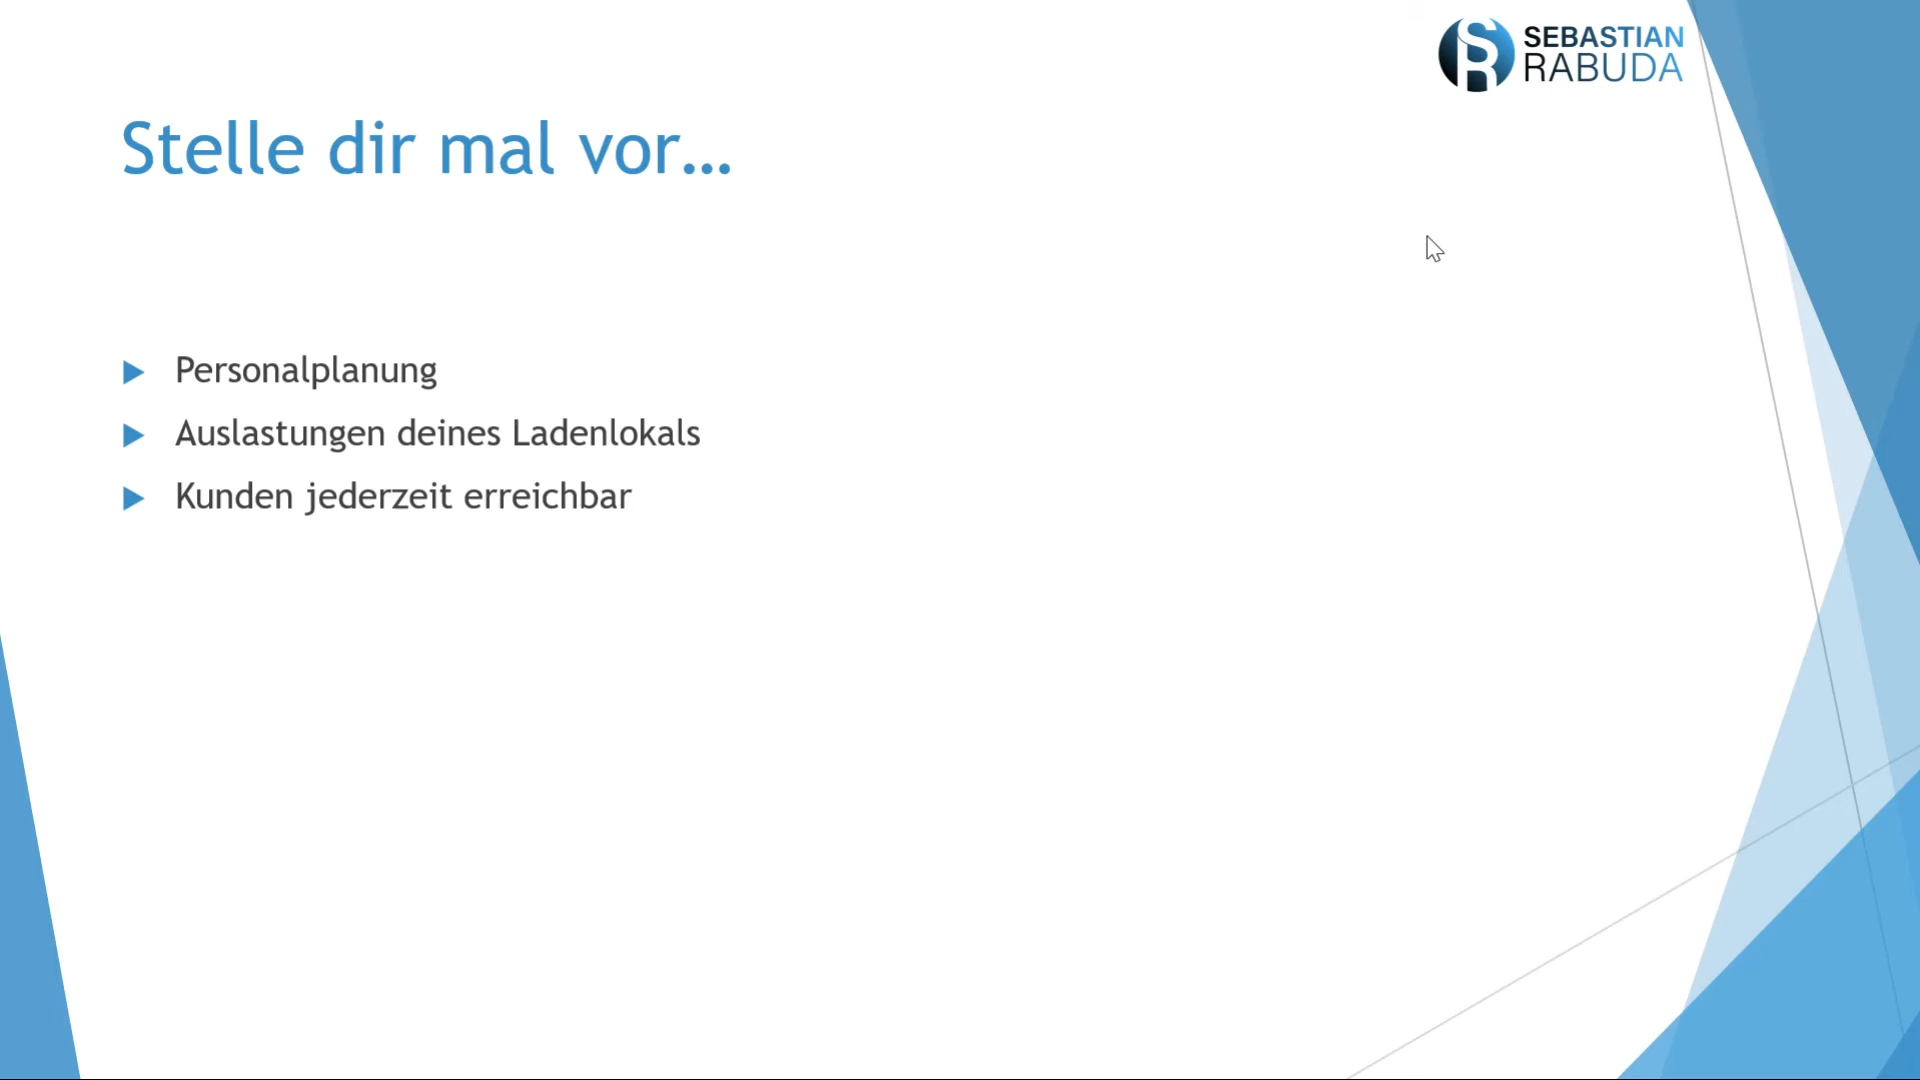 SEBASTIAN
RABUDA
Stelle dir mal vor...
Personalplanung
Auslastungen deines Ladenlokals
Kunden jederzeit erreichbar